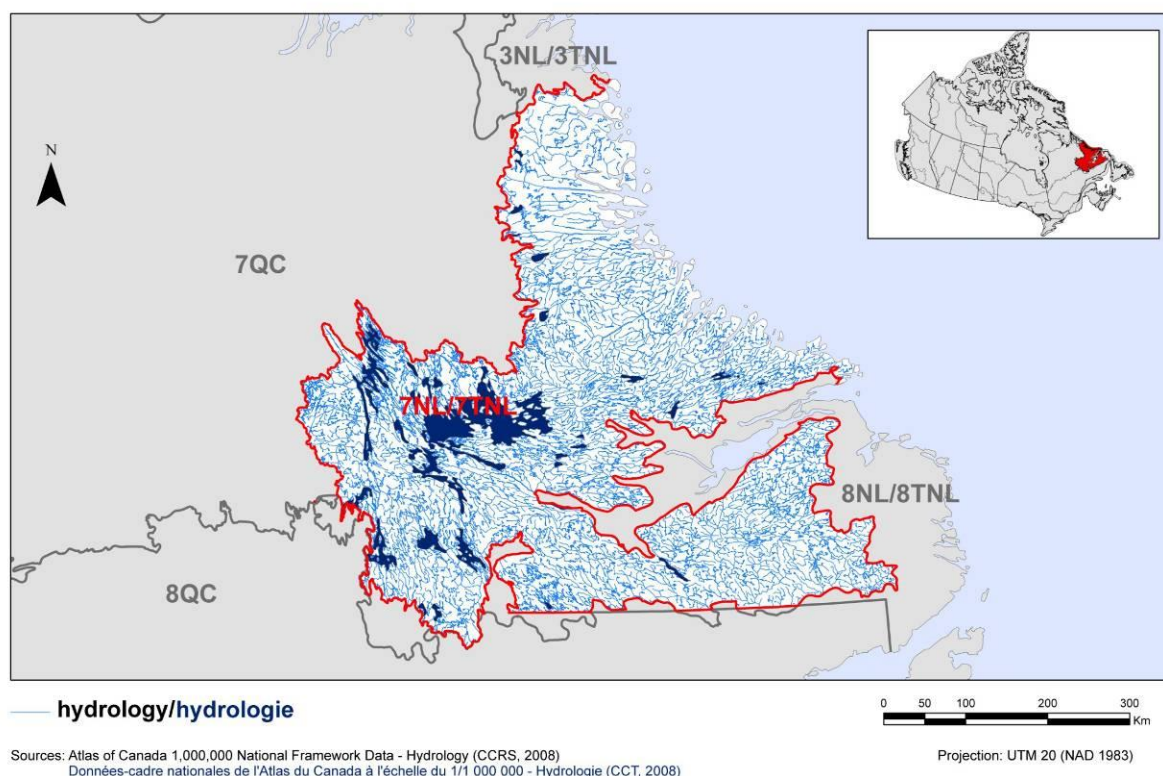 3NL/3TNL
N
7QC
7NL/7TNL
8NL/8TNL
8QC
hydrology/hydrologie
0 50 100 200 300
Km
Sources: Atlas of Canada 1,000,000 National Framework Data - Hydrology (CCRS, 2008)
Données-cadre nationales de l'Atlas du Canada à l'échelle du 1/1 000 000 - Hydrologie (CCT, 2008)
Projection: UTM 20 (NAD 1983)